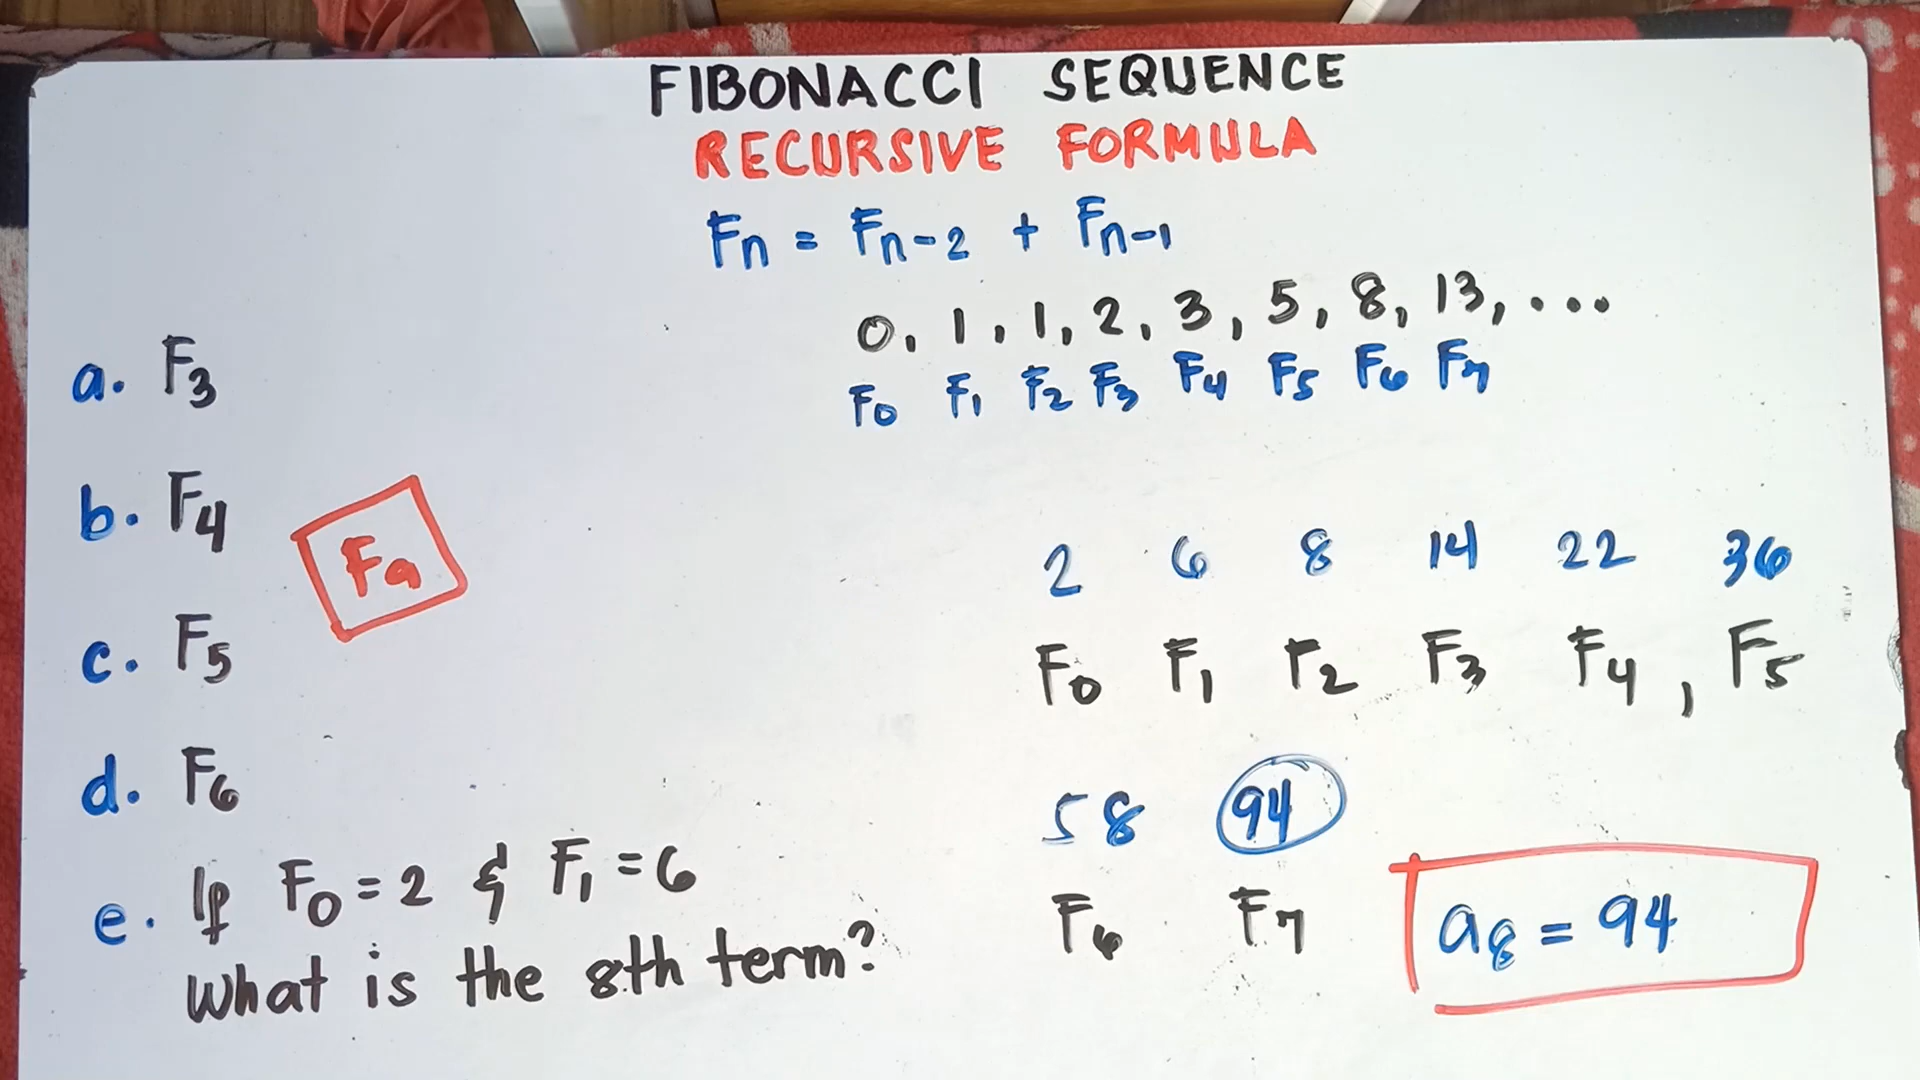 FIBONACCI SEQUENCE
RECURSIVE FORMULA
Fn = Fn-2 + Fn-1
0, 1, 1, 2, 3, 5, 8, 13, ...
F0 F1 F2 F3 F4 F5 F6 F7
a. F3
b. F4
F9
c. F5
d. F6
e. If F0 = 2 & F1 = 6
What is the 8th term?
2 6 8 14 22 36
F0 F1 F2 F3 F4, F5
58 94
F6 F7
a8 = 94